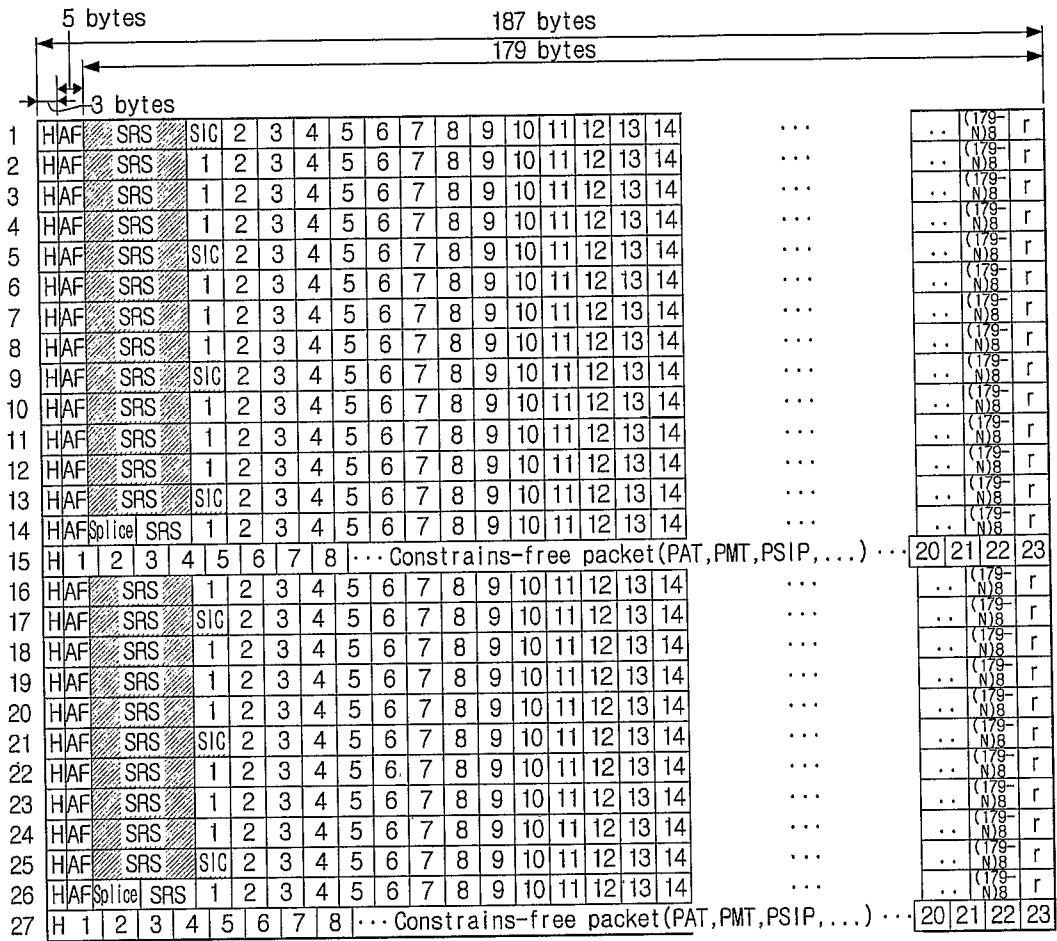 5 bytes
187 bytes
179 bytes
3 bytes
1 H AF SRS SIC 2 3 4 5 6 7 8 9 10 11 12 13 14 ... .. (179-N)8 r
2 H AF SRS 1 2 3 4 5 6 7 8 9 10 11 12 13 14 ... .. (179-N)8 r
3 H AF SRS 1 2 3 4 5 6 7 8 9 10 11 12 13 14 ... .. (179-N)8 r
4 H AF SRS 1 2 3 4 5 6 7 8 9 10 11 12 13 14 ... .. (179-N)8 r
5 H AF SRS SIC 2 3 4 5 6 7 8 9 10 11 12 13 14 ... .. (179-N)8 r
6 H AF SRS 1 2 3 4 5 6 7 8 9 10 11 12 13 14 ... .. (179-N)8 r
7 H AF SRS 1 2 3 4 5 6 7 8 9 10 11 12 13 14 ... .. (179-N)8 r
8 H AF SRS 1 2 3 4 5 6 7 8 9 10 11 12 13 14 ... .. (179-N)8 r
9 H AF SRS SIC 2 3 4 5 6 7 8 9 10 11 12 13 14 ... .. (179-N)8 r
10 H AF SRS 1 2 3 4 5 6 7 8 9 10 11 12 13 14 ... .. (179-N)8 r
11 H AF SRS 1 2 3 4 5 6 7 8 9 10 11 12 13 14 ... .. (179-N)8 r
12 H AF SRS 1 2 3 4 5 6 7 8 9 10 11 12 13 14 ... .. (179-N)8 r
13 H AF SRS SIC 2 3 4 5 6 7 8 9 10 11 12 13 14 ... .. (179-N)8 r
14 H AF Splice SRS 1 2 3 4 5 6 7 8 9 10 11 12 13 14 ... .. (179-N)8 r
15 H 1 2 3 4 5 6 7 8 ... Constrains-free packet(PAT,PMT,PSIP,...) ... 20 21 22 23
16 H AF SRS 1 2 3 4 5 6 7 8 9 10 11 12 13 14 ... .. (179-N)8 r
17 H AF SRS SIC 2 3 4 5 6 7 8 9 10 11 12 13 14 ... .. (179-N)8 r
18 H AF SRS 1 2 3 4 5 6 7 8 9 10 11 12 13 14 ... .. (179-N)8 r
19 H AF SRS 1 2 3 4 5 6 7 8 9 10 11 12 13 14 ... .. (179-N)8 r
20 H AF SRS 1 2 3 4 5 6 7 8 9 10 11 12 13 14 ... .. (179-N)8 r
21 H AF SRS SIC 2 3 4 5 6 7 8 9 10 11 12 13 14 ... .. (179-N)8 r
22 H AF SRS 1 2 3 4 5 6 7 8 9 10 11 12 13 14 ... .. (179-N)8 r
23 H AF SRS 1 2 3 4 5 6 7 8 9 10 11 12 13 14 ... .. (179-N)8 r
24 H AF SRS 1 2 3 4 5 6 7 8 9 10 11 12 13 14 ... .. (179-N)8 r
25 H AF SRS SIC 2 3 4 5 6 7 8 9 10 11 12 13 14 ... .. (179-N)8 r
26 H AF Splice SRS 1 2 3 4 5 6 7 8 9 10 11 12 13 14 ... .. (179-N)8 r
27 H 1 2 3 4 5 6 7 8 ... Constrains-free packet(PAT,PMT,PSIP,...) ... 20 21 22 23